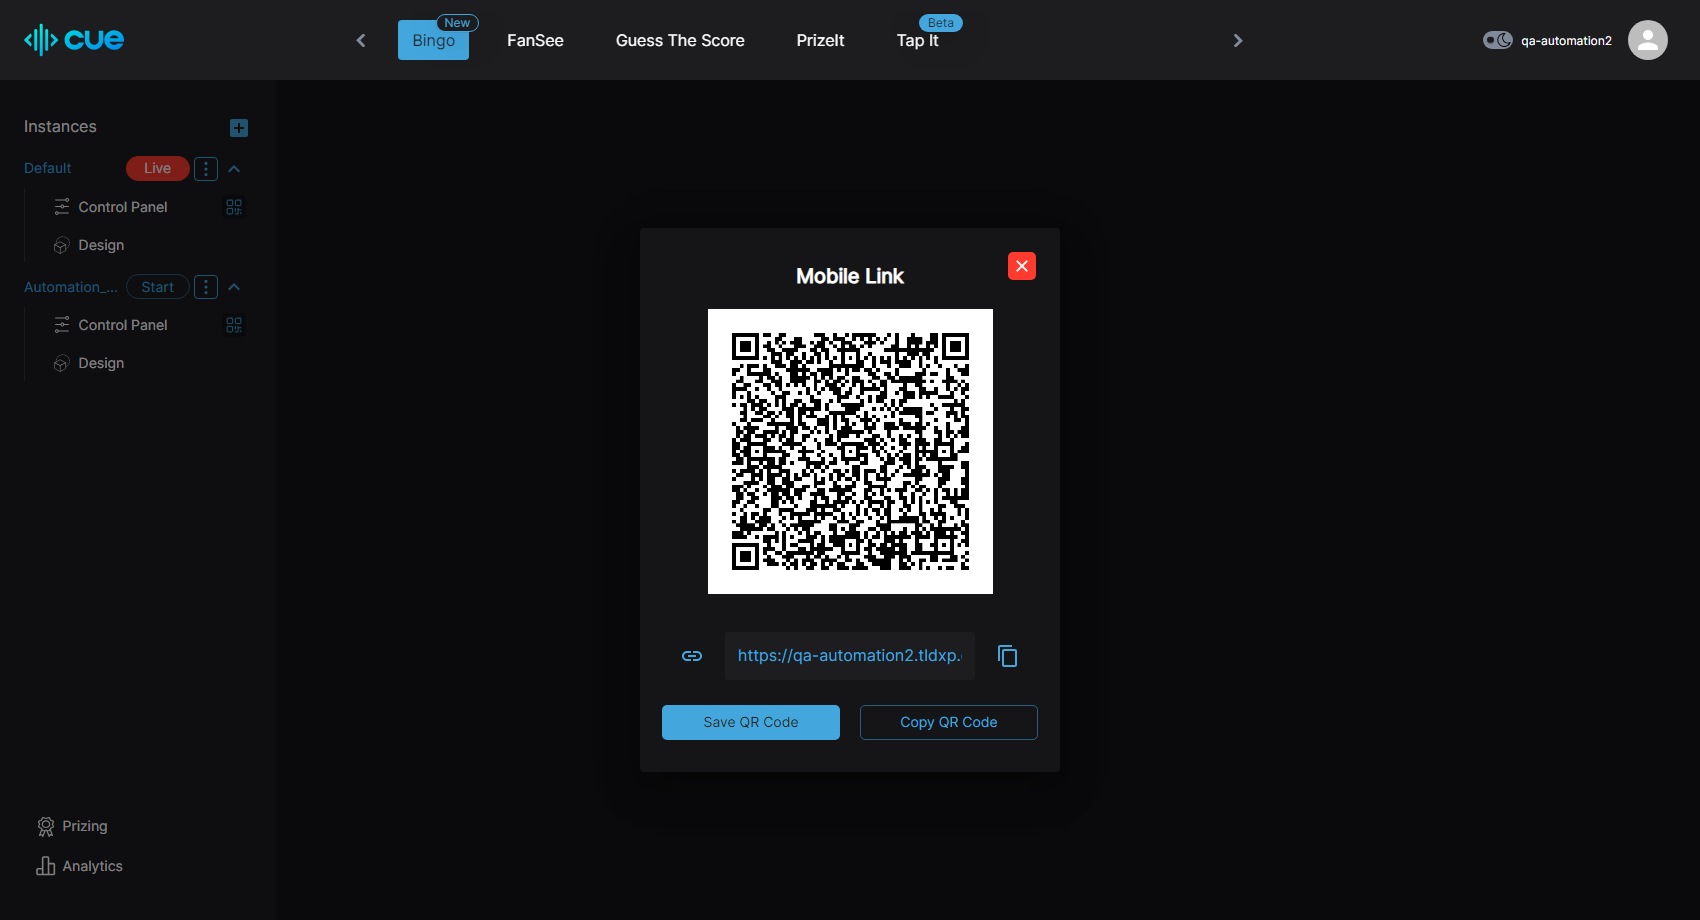 cue
Bingo
New
FanSee
Guess The Score
PrizeIt
Tap It
Beta
qa-automation2
Instances
Default
Live
Control Panel
Design
Automation_...
Start
Control Panel
Design
Mobile Link
https://qa-automation2.tldxp.
Save QR Code
Copy QR Code
Prizing
Analytics